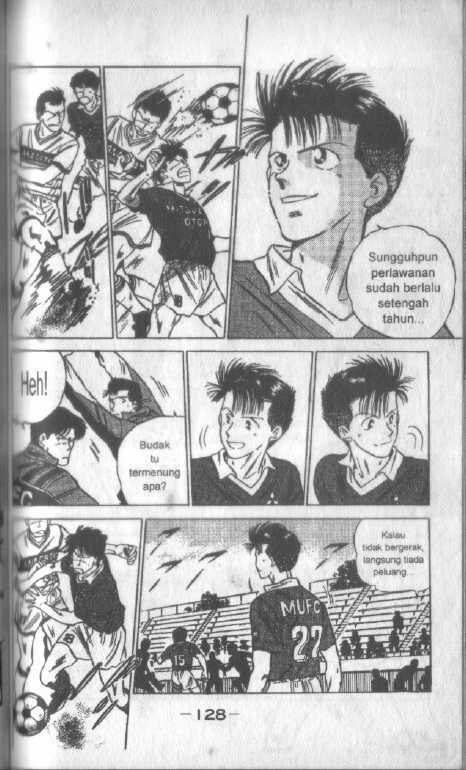 Sungguhpun
perlawanan
sudah berlalu
setengah
tahun...
Heh!
Budak
tu
termenung
apa?
Kalau
tidak bergerak,
langsung tiada
peluang...
MUFC
22
15
-128-